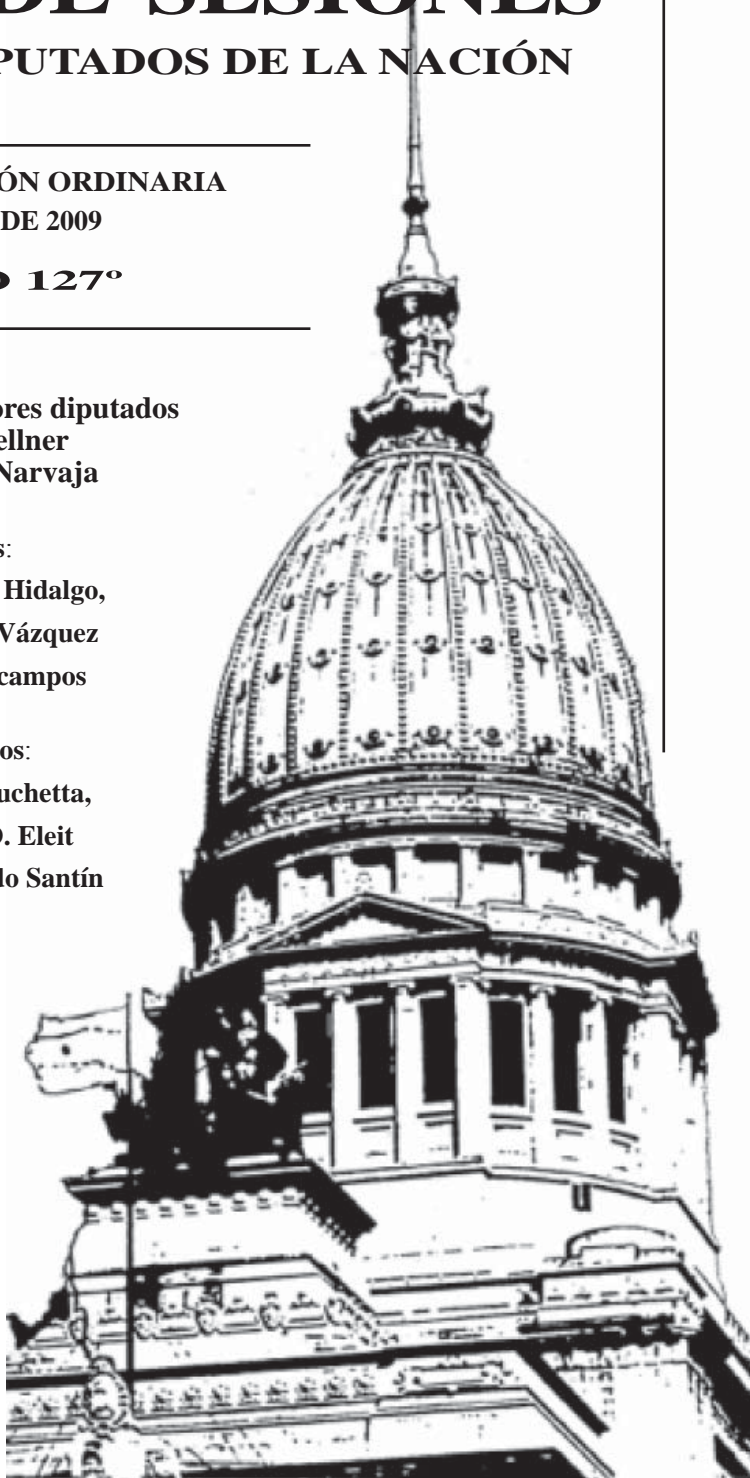 DE SESIONES
PUTADOS DE LA NACIÓN
ÓN ORDINARIA
DE 2009
127º
ores diputados
ellner
Narvaja
s:
Hidalgo,
Vázquez
campos
os:
uchetta,
D. Eleit
do Santín